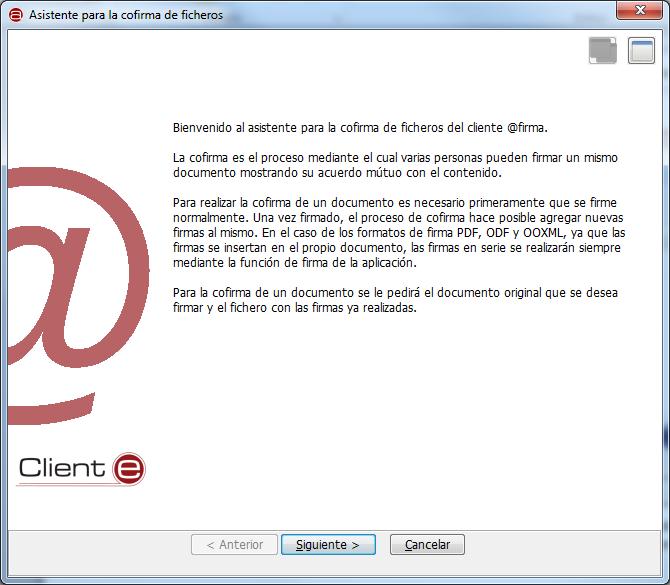 Asistente para la cofirma de ficheros
Bienvenido al asistente para la cofirma de ficheros del cliente @firma.
La cofirma es el proceso mediante el cual varias personas pueden firmar un mismo
documento mostrando su acuerdo mútuo con el contenido.
Para realizar la cofirma de un documento es necesario primeramente que se firme
normalmente. Una vez firmado, el proceso de cofirma hace posible agregar nuevas
firmas al mismo. En el caso de los formatos de firma PDF, ODF y OOXML, ya que las
firmas se insertan en el propio documento, las firmas en serie se realizarán siempre
mediante la función de firma de la aplicación.
Para la cofirma de un documento se le pedirá el documento original que se desea
firmar y el fichero con las firmas ya realizadas.
@
Client e
< Anterior
Siguiente >
Cancelar